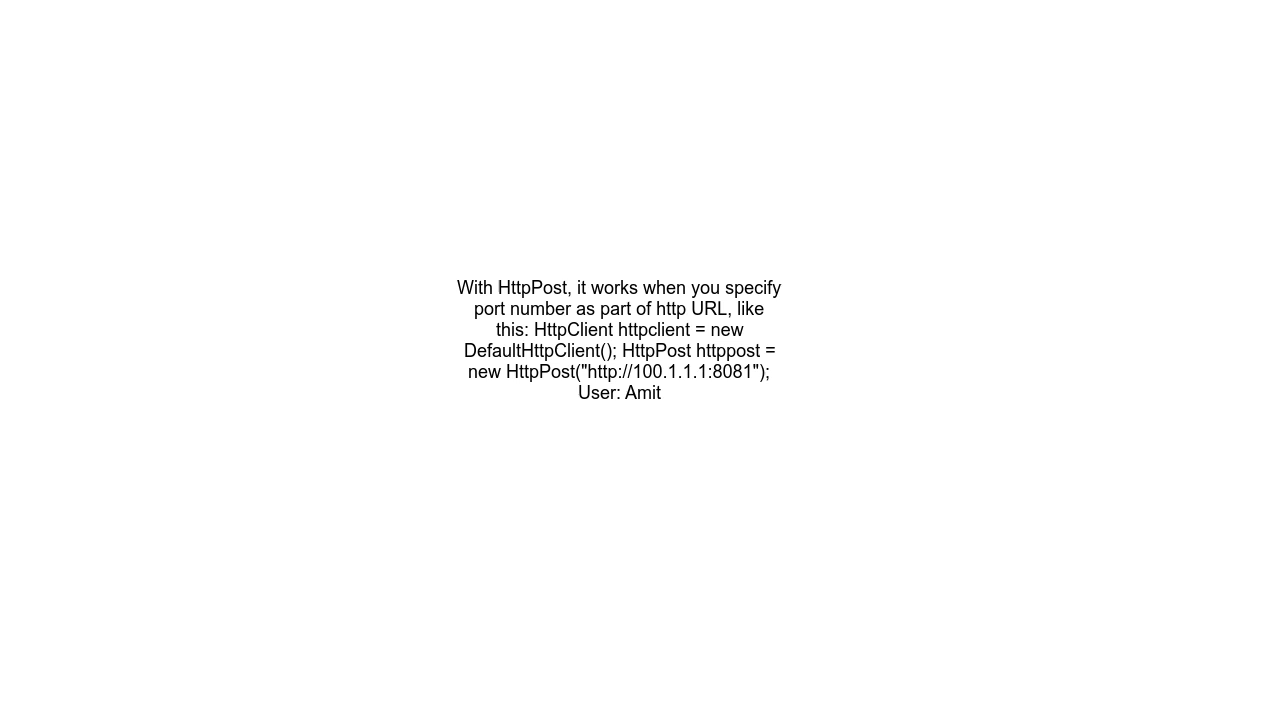 With HttpPost, it works when you specify
port number as part of http URL, like
this: HttpClient httpclient = new
DefaultHttpClient(); HttpPost httppost =
new HttpPost("http://100.1.1.1:8081");
User: Amit